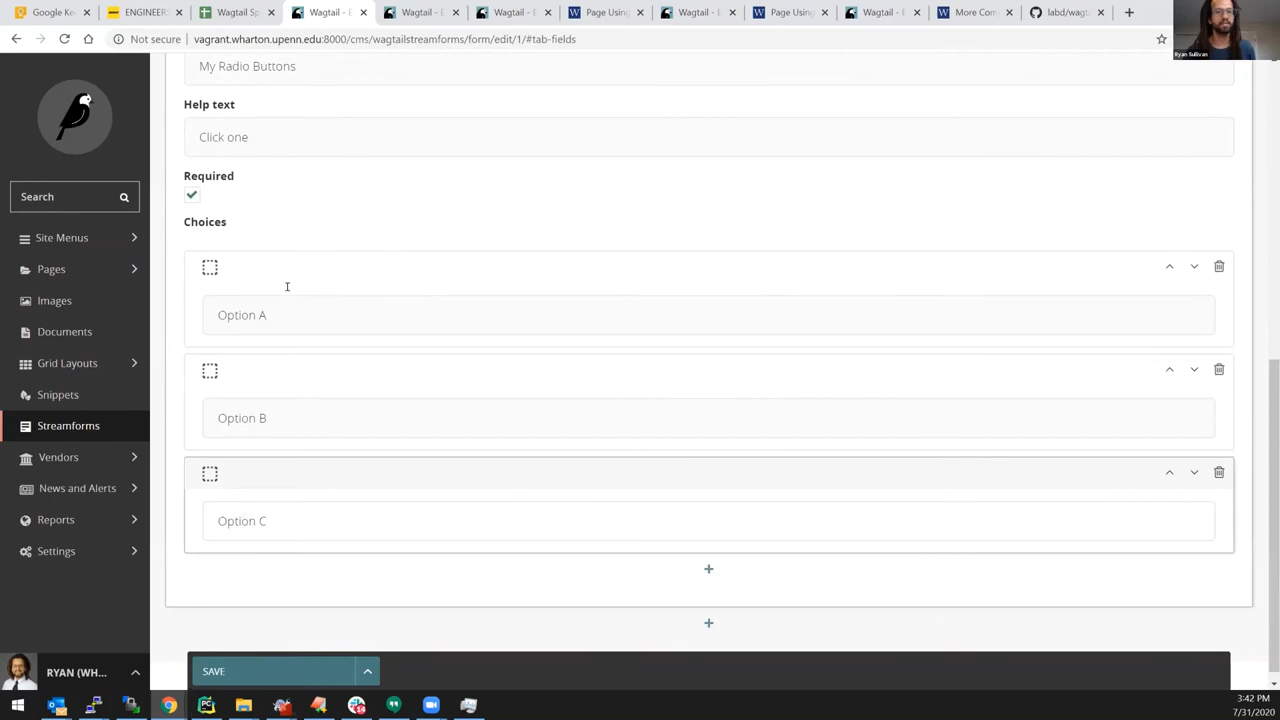 Google Ke
ENGINEER
Wagtail Sp
Wagtail - E
Wagtail - E
Wagtail - E
Page Using
Wagtail - E
Page Using
Wagtail - E
More Com
labd/wagt
Not secure
vagrant.wharton.upenn.edu:8000/cms/wagtailstreamforms/form/edit/1/#tab-fields
Ryan Sullivan
My Radio Buttons
Help text
Click one
Required
Choices
Option A
Option B
Option C
SAVE
Search
Site Menus
Pages
Images
Documents
Grid Layouts
Snippets
Streamforms
Vendors
News and Alerts
Reports
Settings
RYAN (WH...
3:42 PM
7/31/2020